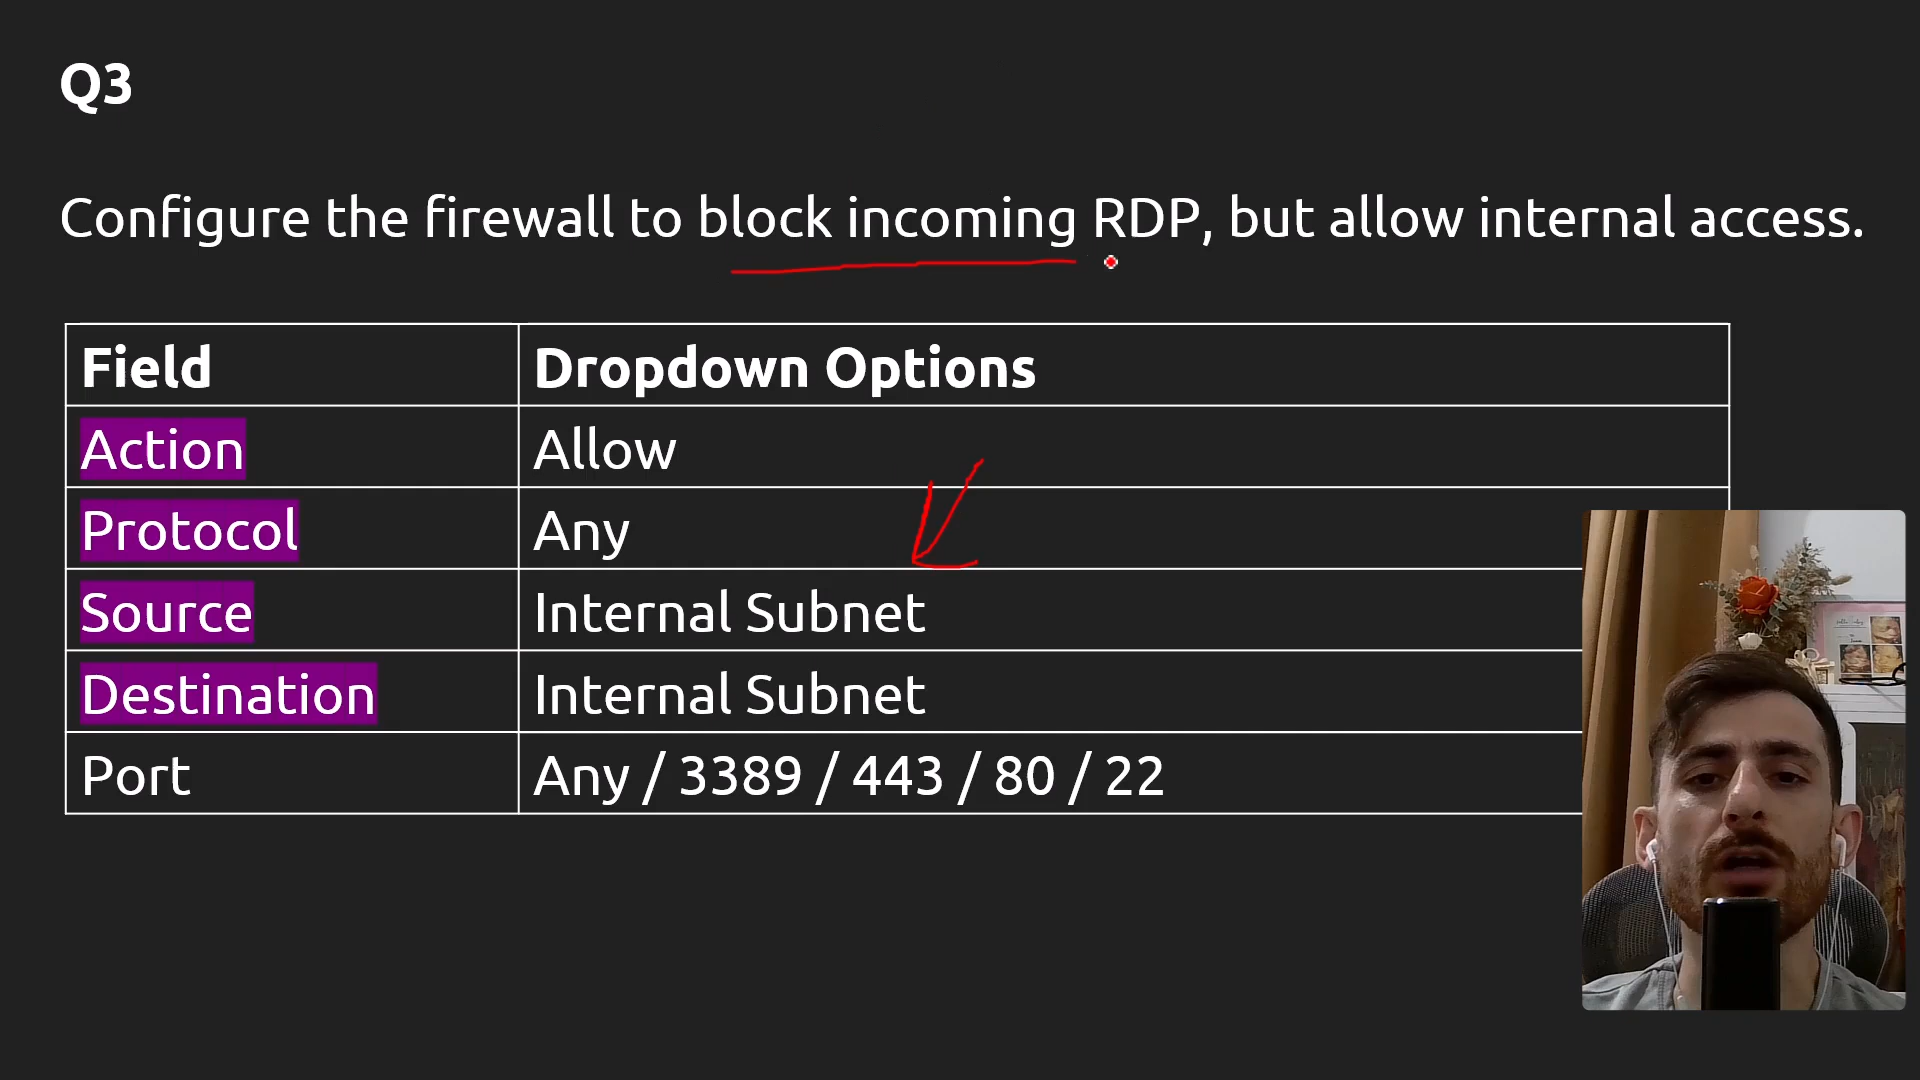 Q3
Configure the firewall to block incoming RDP, but allow internal access.
Field Dropdown Options
Action Allow
Protocol Any
Source Internal Subnet
Destination Internal Subnet
Port Any / 3389 / 443 / 80 / 22